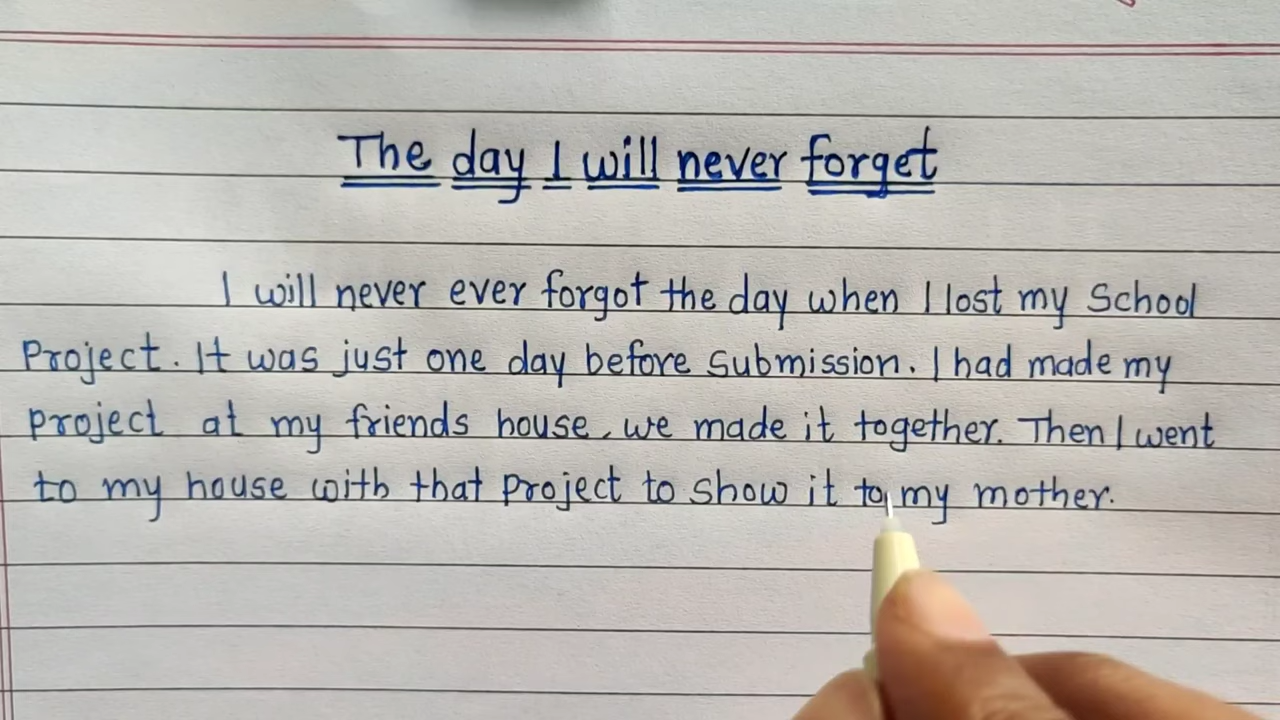 The day I will never forget
I will never ever forgot the day when I lost my School
Project. It was just one day before submission. I had made my
project at my friends house, we made it together. Then I went
to my house with that project to show it to my mother.